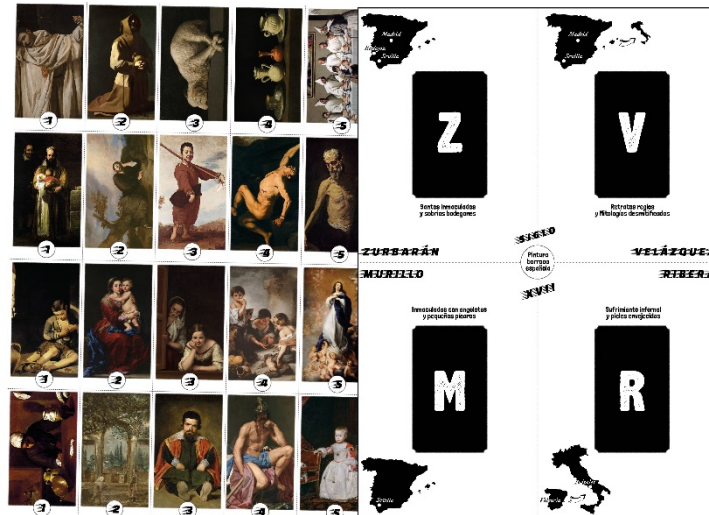 1 2 3 4 5
1 2 3 4 5
1 2 3 4 5
1 2 3 4 5
Madrid
Sevilla
Z
Santos inmaculados
y sobrios bodegones
ZURBARÁN
Madrid
Sevilla
V
Retratos regios
y Mitologías desmitificadas
VELÁZQUEZ
SIGLO
Pintura
barroca
española
XVII
MURILLO
Inmaculadas con angelotes
y pequeños pícaros
M
Sevilla
RIBER
Sufrimiento infernal
y pieles envejecidas
R